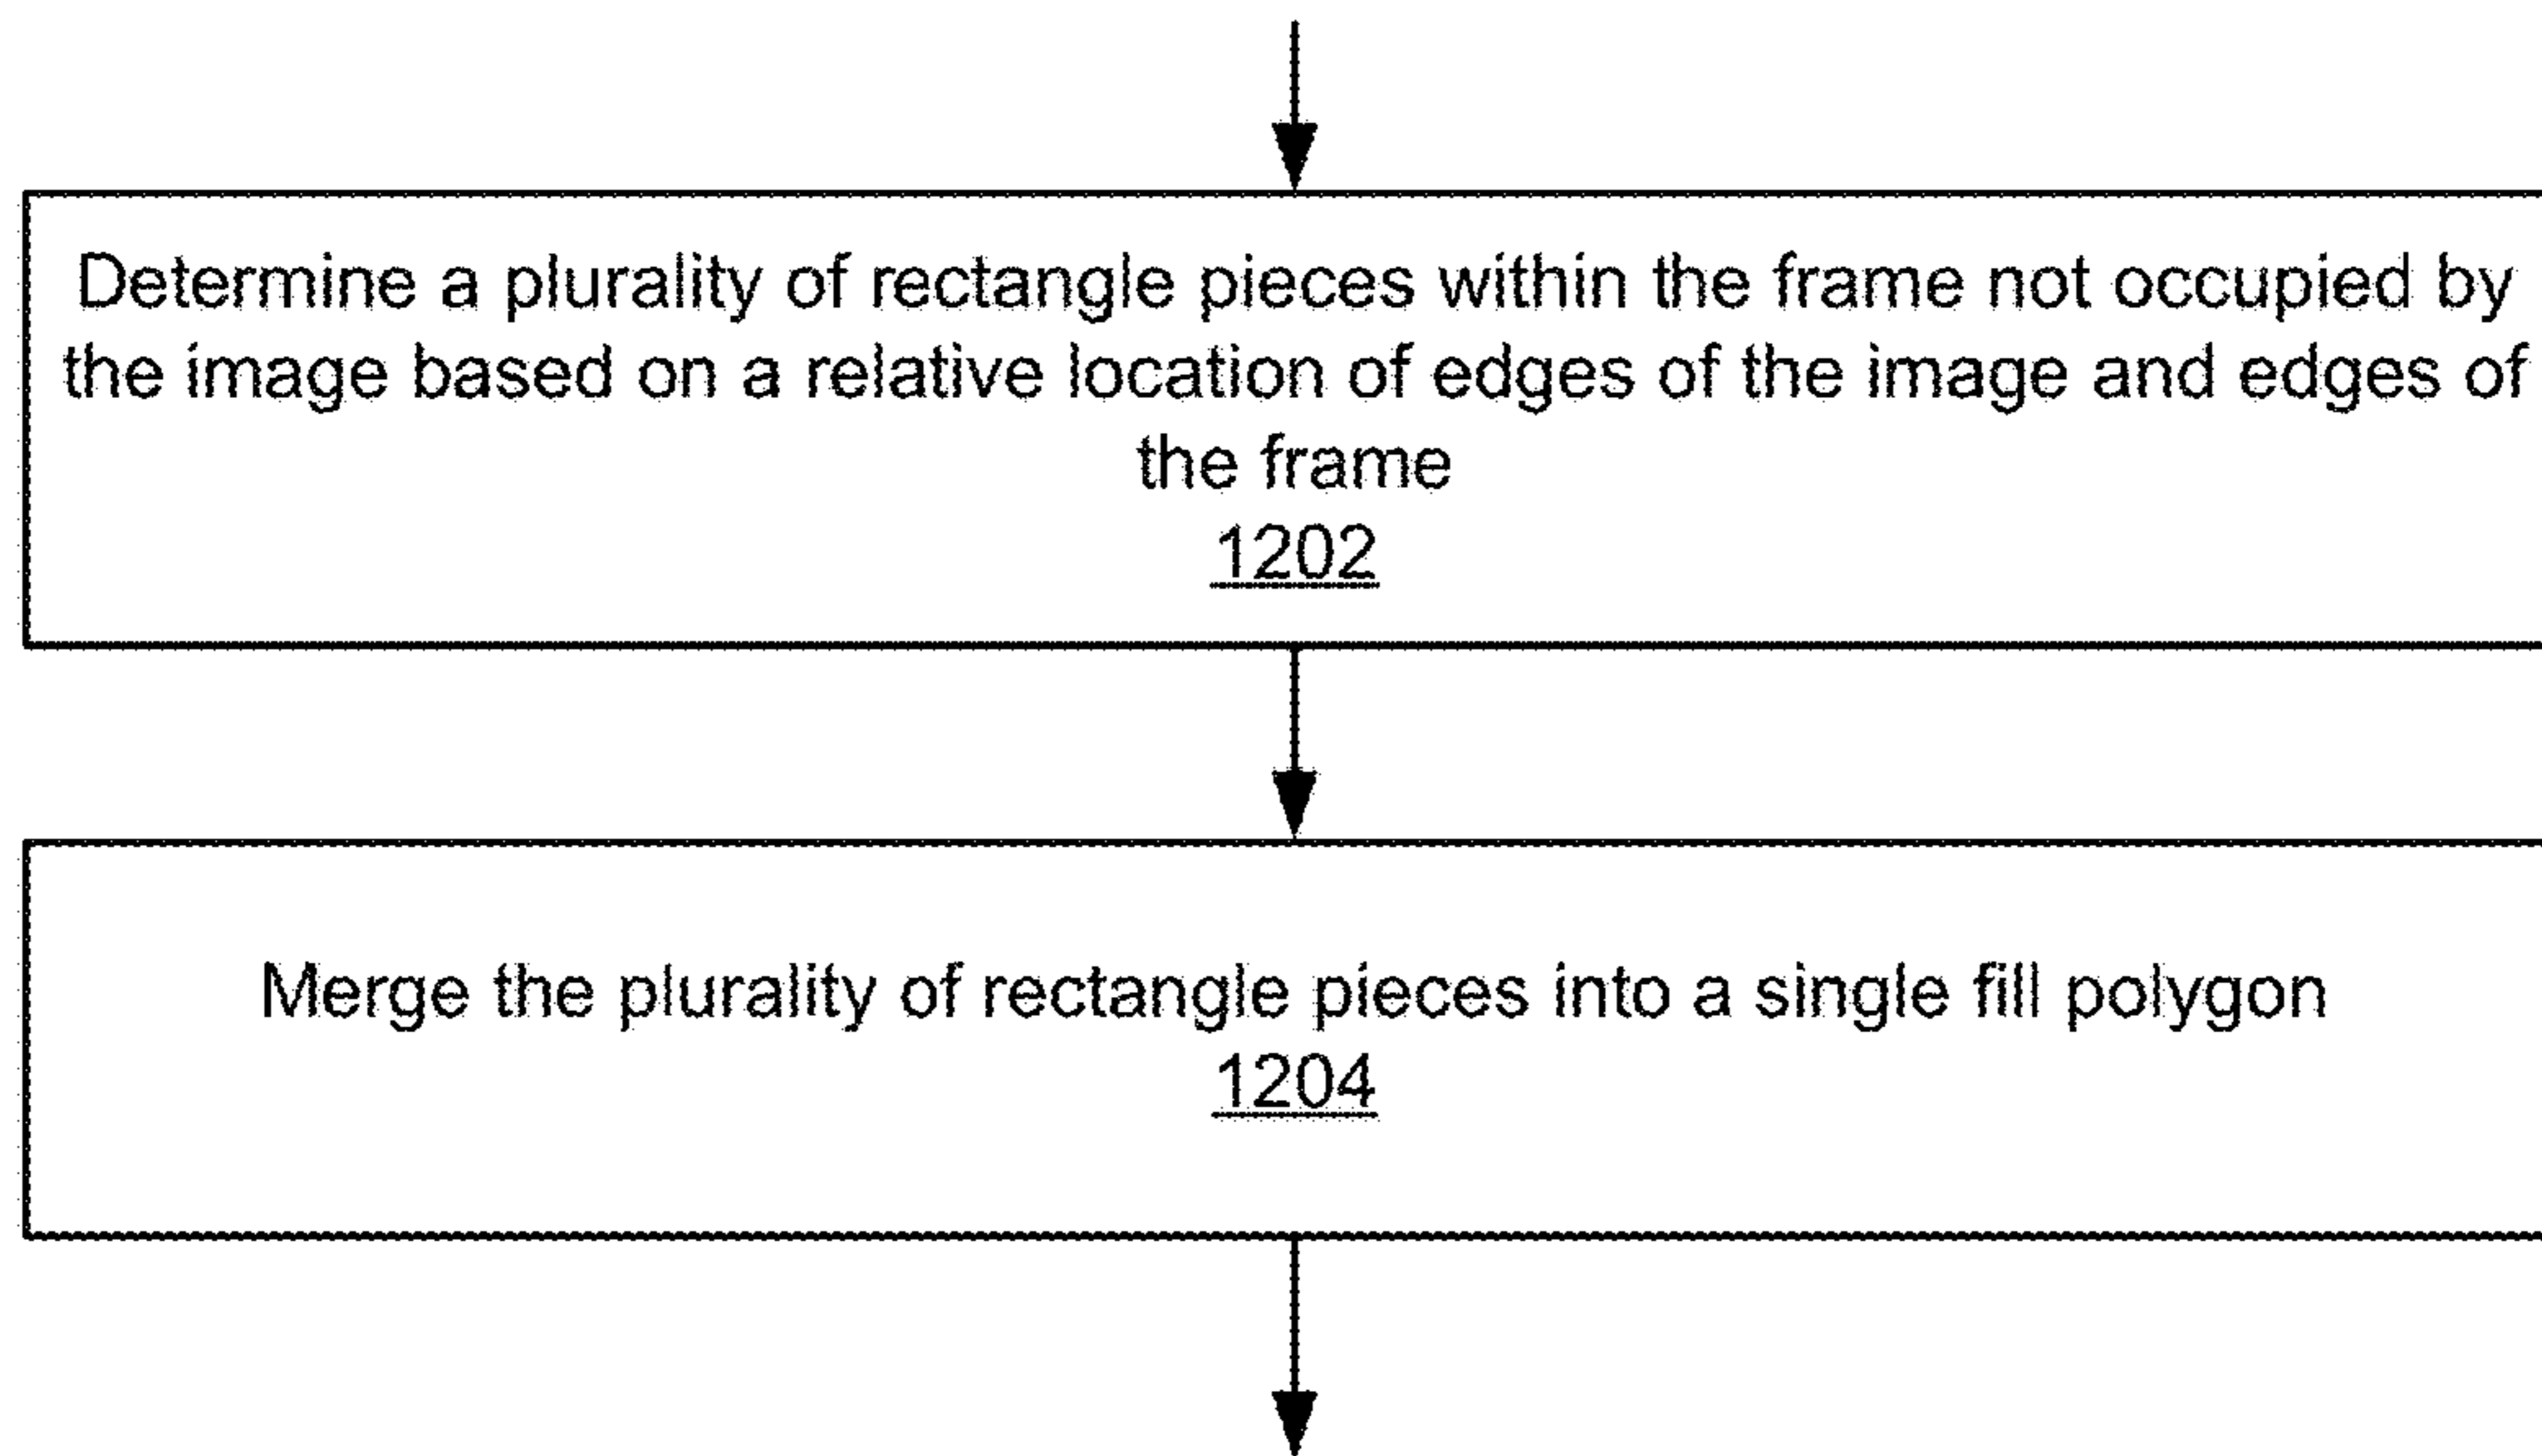 Determine a plurality of rectangle pieces within the frame not occupied by
the image based on a relative location of edges of the image and edges of
the frame
1202
Merge the plurality of rectangle pieces into a single fill polygon
1204